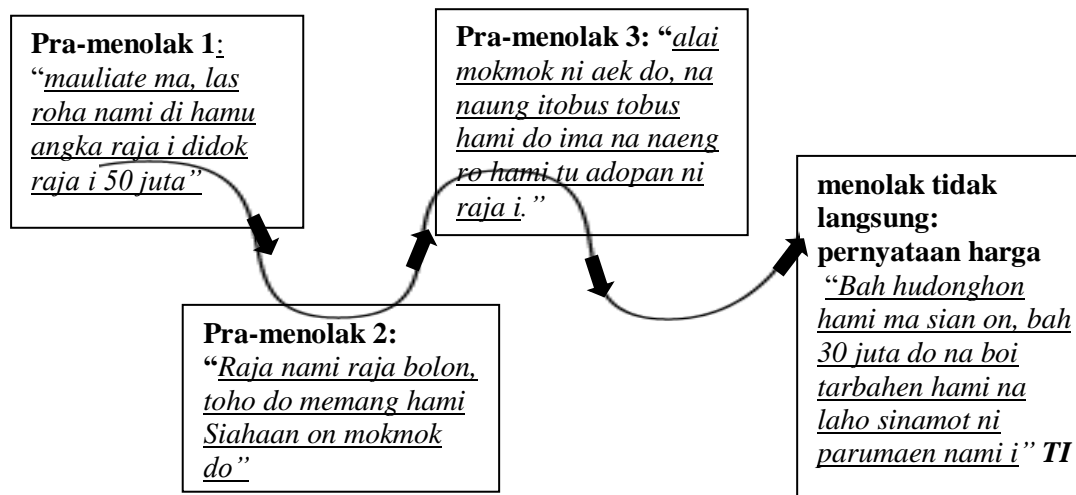 Pra-menolak 1:
“mauliate ma, las
roha nami di hamu
angka raja i didok
raja i 50 juta”
Pra-menolak 2:
“Raja nami raja bolon,
toho do memang hami
Siahaan on mokmok
do”
Pra-menolak 3: “alai
mokmok ni aek do, na
naung itobus tobus
hami do ima na naeng
ro hami tu adopan ni
raja i.”
menolak tidak
langsung:
pernyataan harga
“Bah hudonghon
hami ma sian on, bah
30 juta do na boi
tarbahen hami na
laho sinamot ni
parumaen nami i” TI